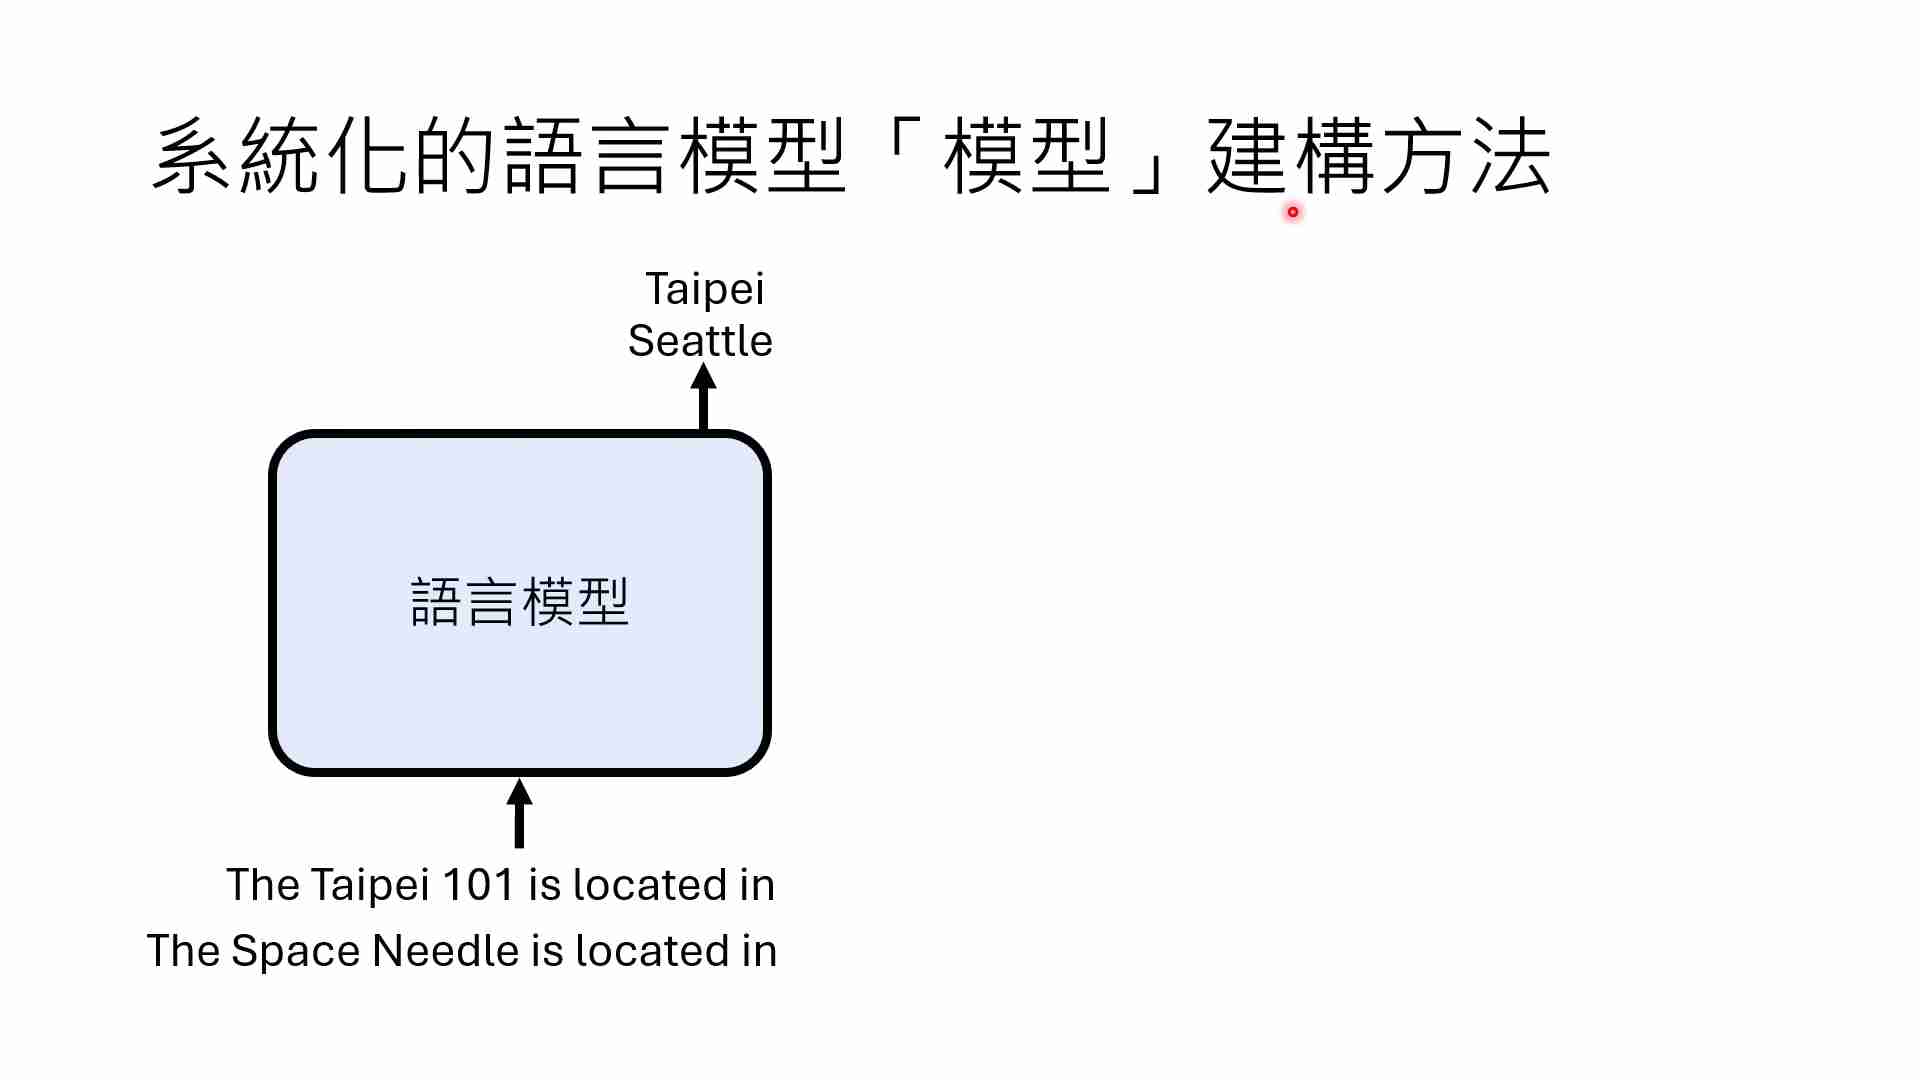 系統化的語言模型「模型」建構方法
Taipei
Seattle
語言模型
The Taipei 101 is located in
The Space Needle is located in